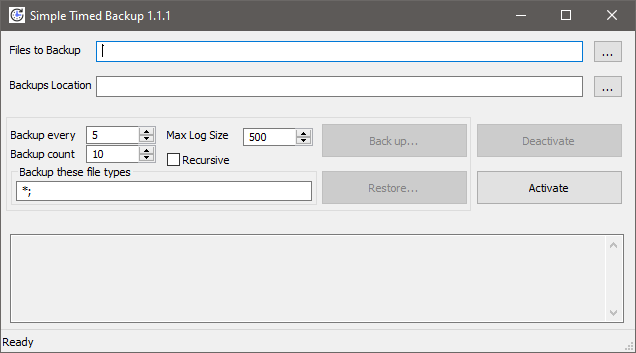 Simple Timed Backup 1.1.1
Files to Backup
...
Backups Location
...
Backup every 5 Max Log Size 500 Back up... Deactivate
Backup count 10 Recursive
Backup these file types
*;
Restore... Activate
Ready